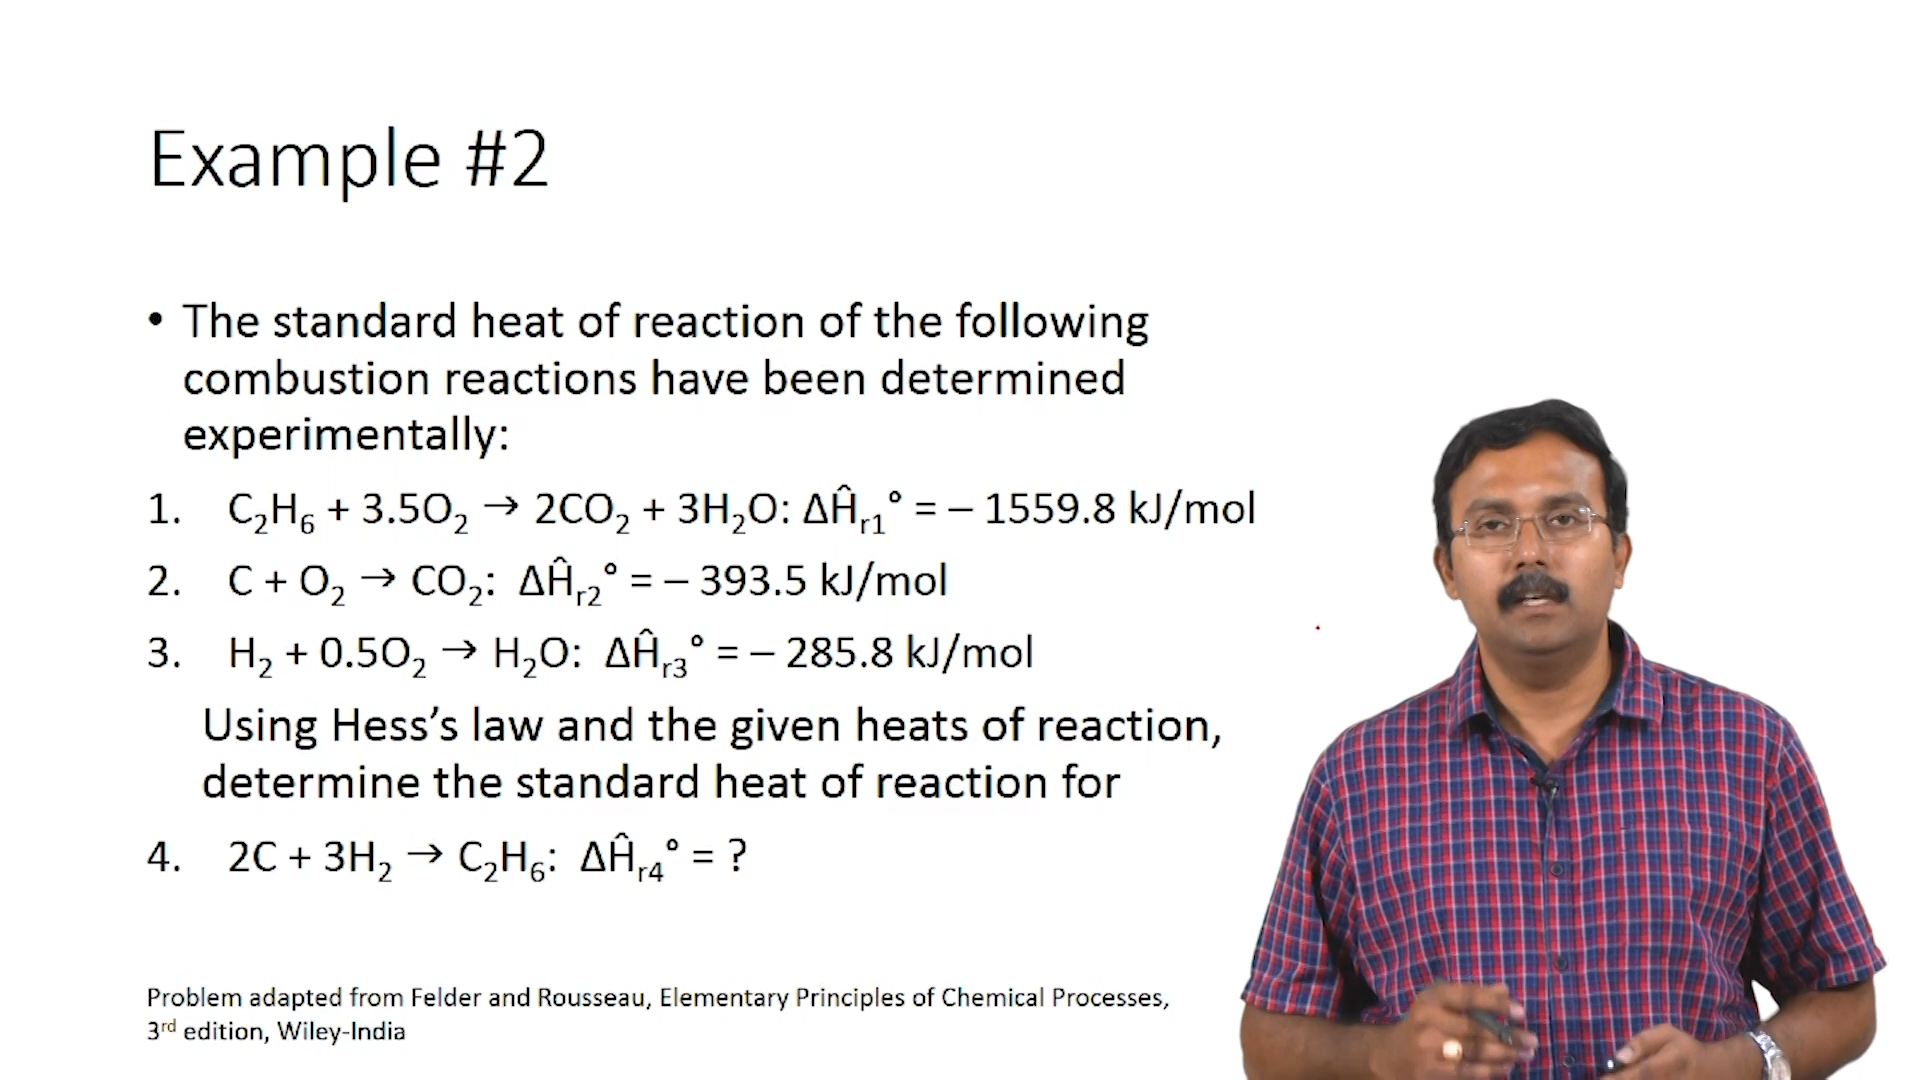 Example #2
• The standard heat of reaction of the following
combustion reactions have been determined
experimentally:
1. C₂H₆ + 3.5O₂ → 2CO₂ + 3H₂O: ΔĤᵣ₁° = – 1559.8 kJ/mol
2. C + O₂ → CO₂: ΔĤᵣ₂° = – 393.5 kJ/mol
3. H₂ + 0.5O₂ → H₂O: ΔĤᵣ₃° = – 285.8 kJ/mol
Using Hess’s law and the given heats of reaction,
determine the standard heat of reaction for
4. 2C + 3H₂ → C₂H₆: ΔĤᵣ₄° = ?
Problem adapted from Felder and Rousseau, Elementary Principles of Chemical Processes,
3ʳᵈ edition, Wiley-India